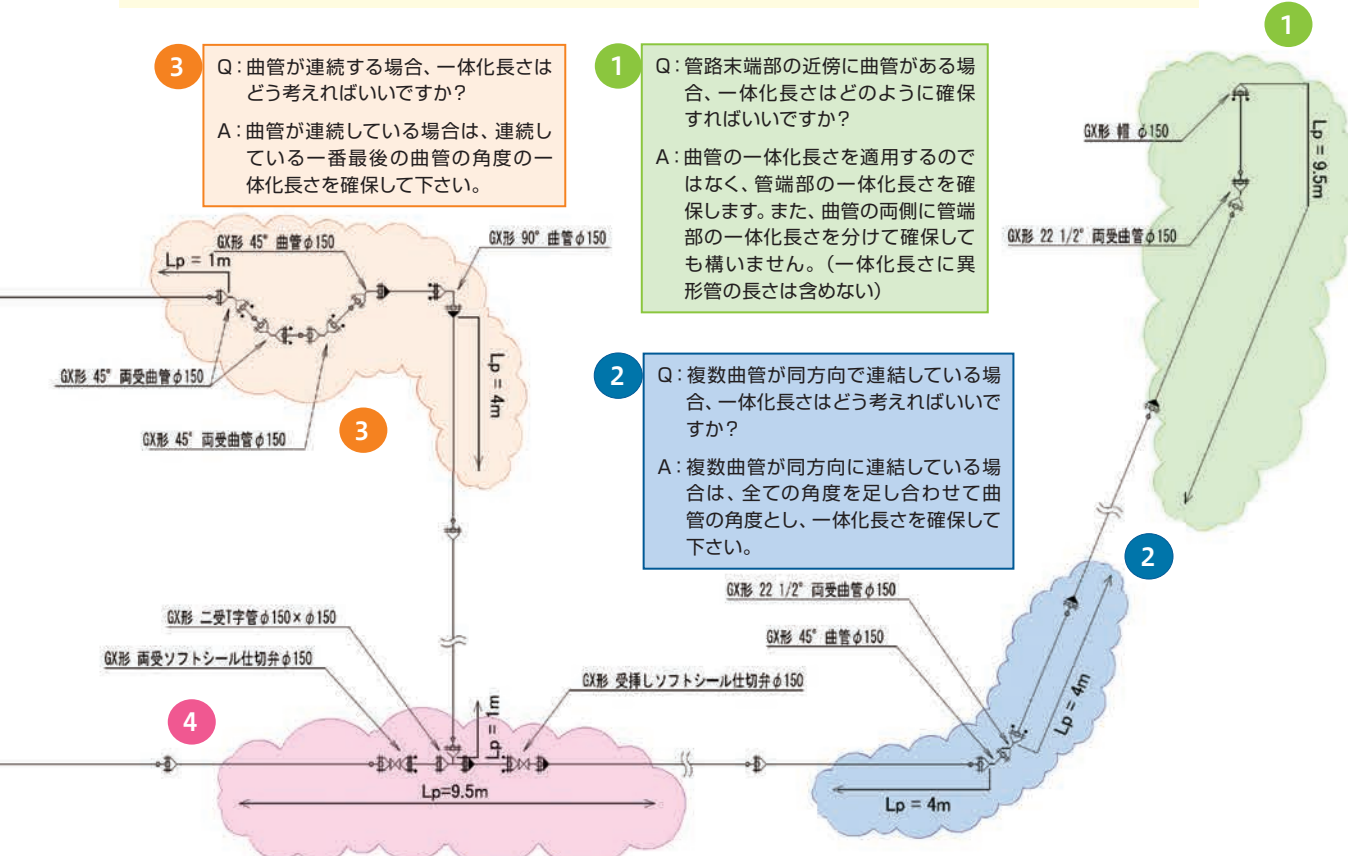 3
Q：曲管が連続する場合、一体化長さは
どう考えればいいですか？
A：曲管が連続している場合は、連続し
ている一番最後の曲管の角度の一
体化長さを確保して下さい。
1
Q：管路末端部の近傍に曲管がある場
合、一体化長さはどのように確保
すればいいですか？
A：曲管の一体化長さを適用するので
はなく、管端部の一体化長さを確
保します。また、曲管の両側に管端
部の一体化長さを分けて確保して
も構いません。（一体化長さに異
形管の長さは含めない）
1
GX形 帽 φ150
Lp = 9.5m
GX形 22 1/2° 両受曲管φ150
GX形 45° 曲管φ150
Lp = 1m
GX形 90° 曲管φ150
GX形 45° 両受曲管φ150
GX形 45° 両受曲管φ150
Lp = 4m
3
2
Q：複数曲管が同方向で連結している場
合、一体化長さはどう考えればいいで
すか？
A：複数曲管が同方向に連結している場
合は、全ての角度を足し合わせて曲
管の角度とし、一体化長さを確保して
下さい。
2
GX形 22 1/2° 両受曲管φ150
GX形 45° 曲管φ150
Lp = 4m
Lp = 4m
GX形 二受T字管φ150×φ150
GX形 両受ソフトシール仕切弁φ150
GX形 受挿しソフトシール仕切弁φ150
4
Lp = 1m
Lp=9.5m